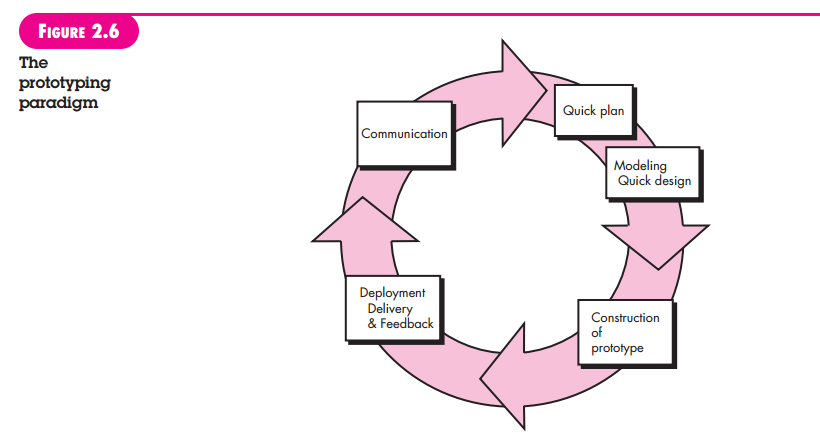 FIGURE 2.6
The
prototyping
paradigm
Communication
Quick plan
Modeling
Quick design
Construction
of
prototype
Deployment
Delivery
& Feedback